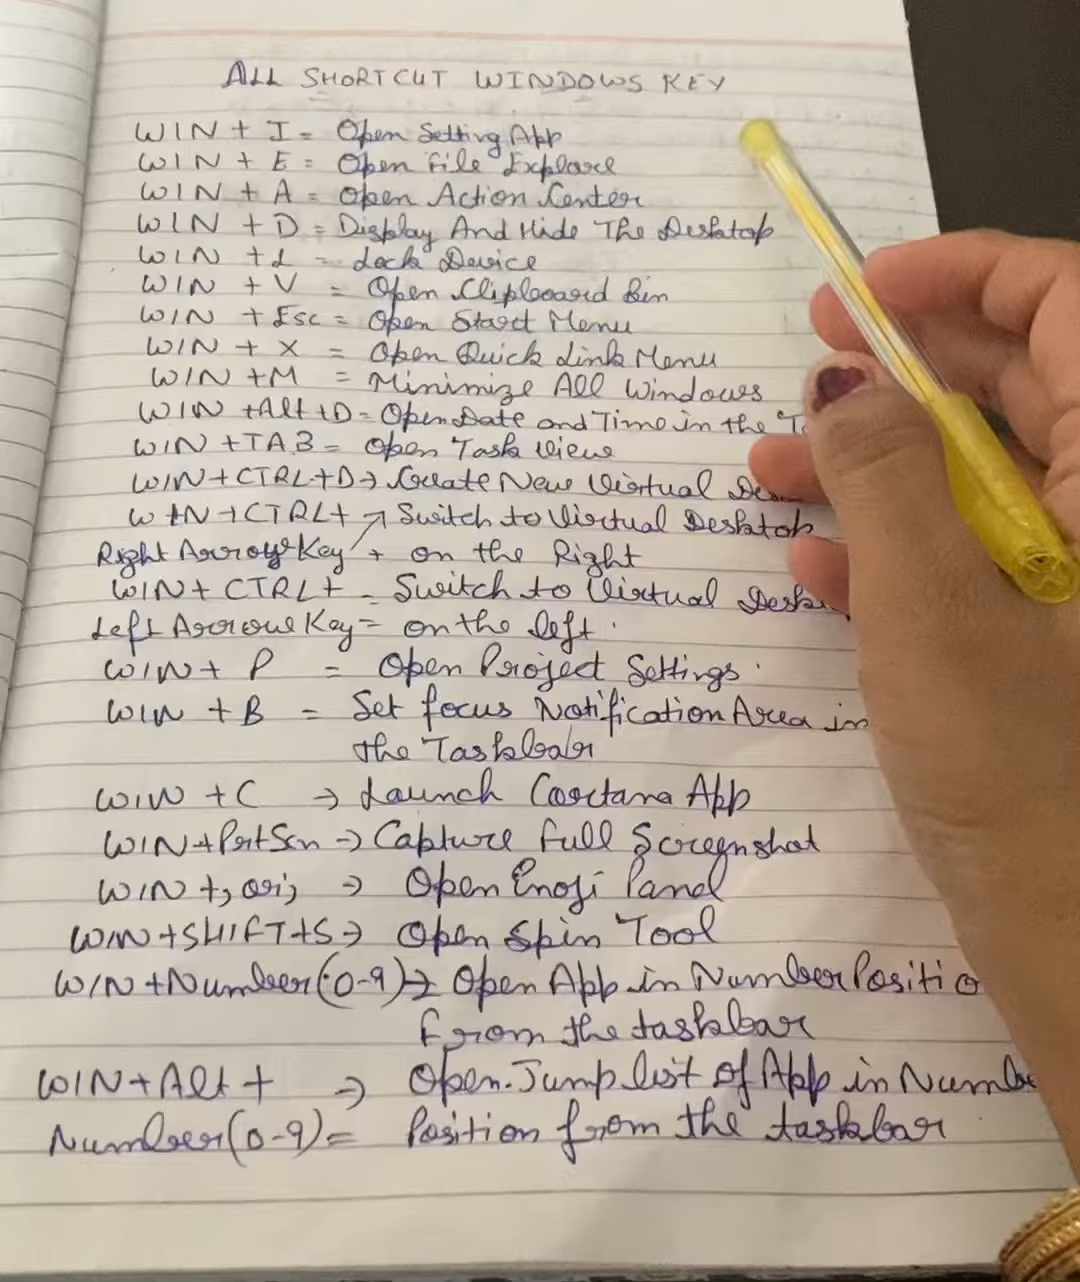 ALL SHORTCUT WINDOWS KEY
WIN + I = Open Setting App
WIN + E = Open File Explare
WIN + A = Open Action Center
WIN + D = Display And Hide The Desktop
WIN + L = Lock Device
WIN + V = Open Clipboard Bin
WIN + Esc = Open Start Menu
WIN + X = Open Quick Link Menu
WIN + M = Minimize All Windows
WIN + Alt + D = Open Date and Time in the
WIN + TAB = Open Task View
WIN + CTRL + D → Create New Virtual
WIN + CTRL + → Switch to Virtual Desktop
Right Arrow Key + on the Right
WIN + CTRL + = Switch to Virtual
Left Arrow Key = on the left.
WIN + P = Open Project Settings.
WIN + B = Set focus Notification Area in
the Taskbar
WIN + C → Launch Cortana App
WIN + PrtScn → Capture full Screenshot
WIN + , or ; → Open Emoji Panel
WIN + SHIFT + S → Open Spin Tool
WIN + Number (0-9) → Open App in Number Positio
from the taskbar
WIN + Alt + → Open Jump list of App in Numbe
Number (0-9) = Position from the taskbar